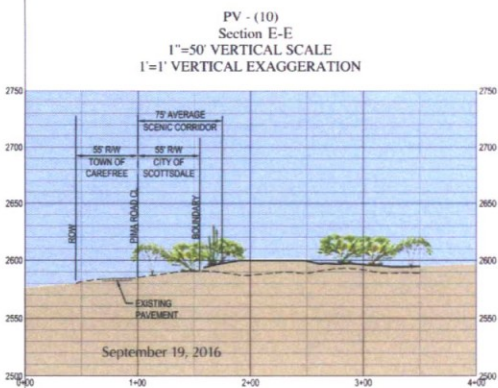 PV - (10)
Section E-E
1"=50' VERTICAL SCALE
1'=1' VERTICAL EXAGGERATION
2750
2750
75' AVERAGE
SCENIC CORRIDOR
2700
2700
55' R/W
55' R/W
TOWN OF
CAREFREE
CITY OF
SCOTTSDALE
2650
2650
ROW
PIMA ROAD CL
BOUNDARY
2600
2600
EXISTING
PAVEMENT
2550
2550
September 19, 2016
2500
2500
0+00
1+00
2+00
3+00
4+00